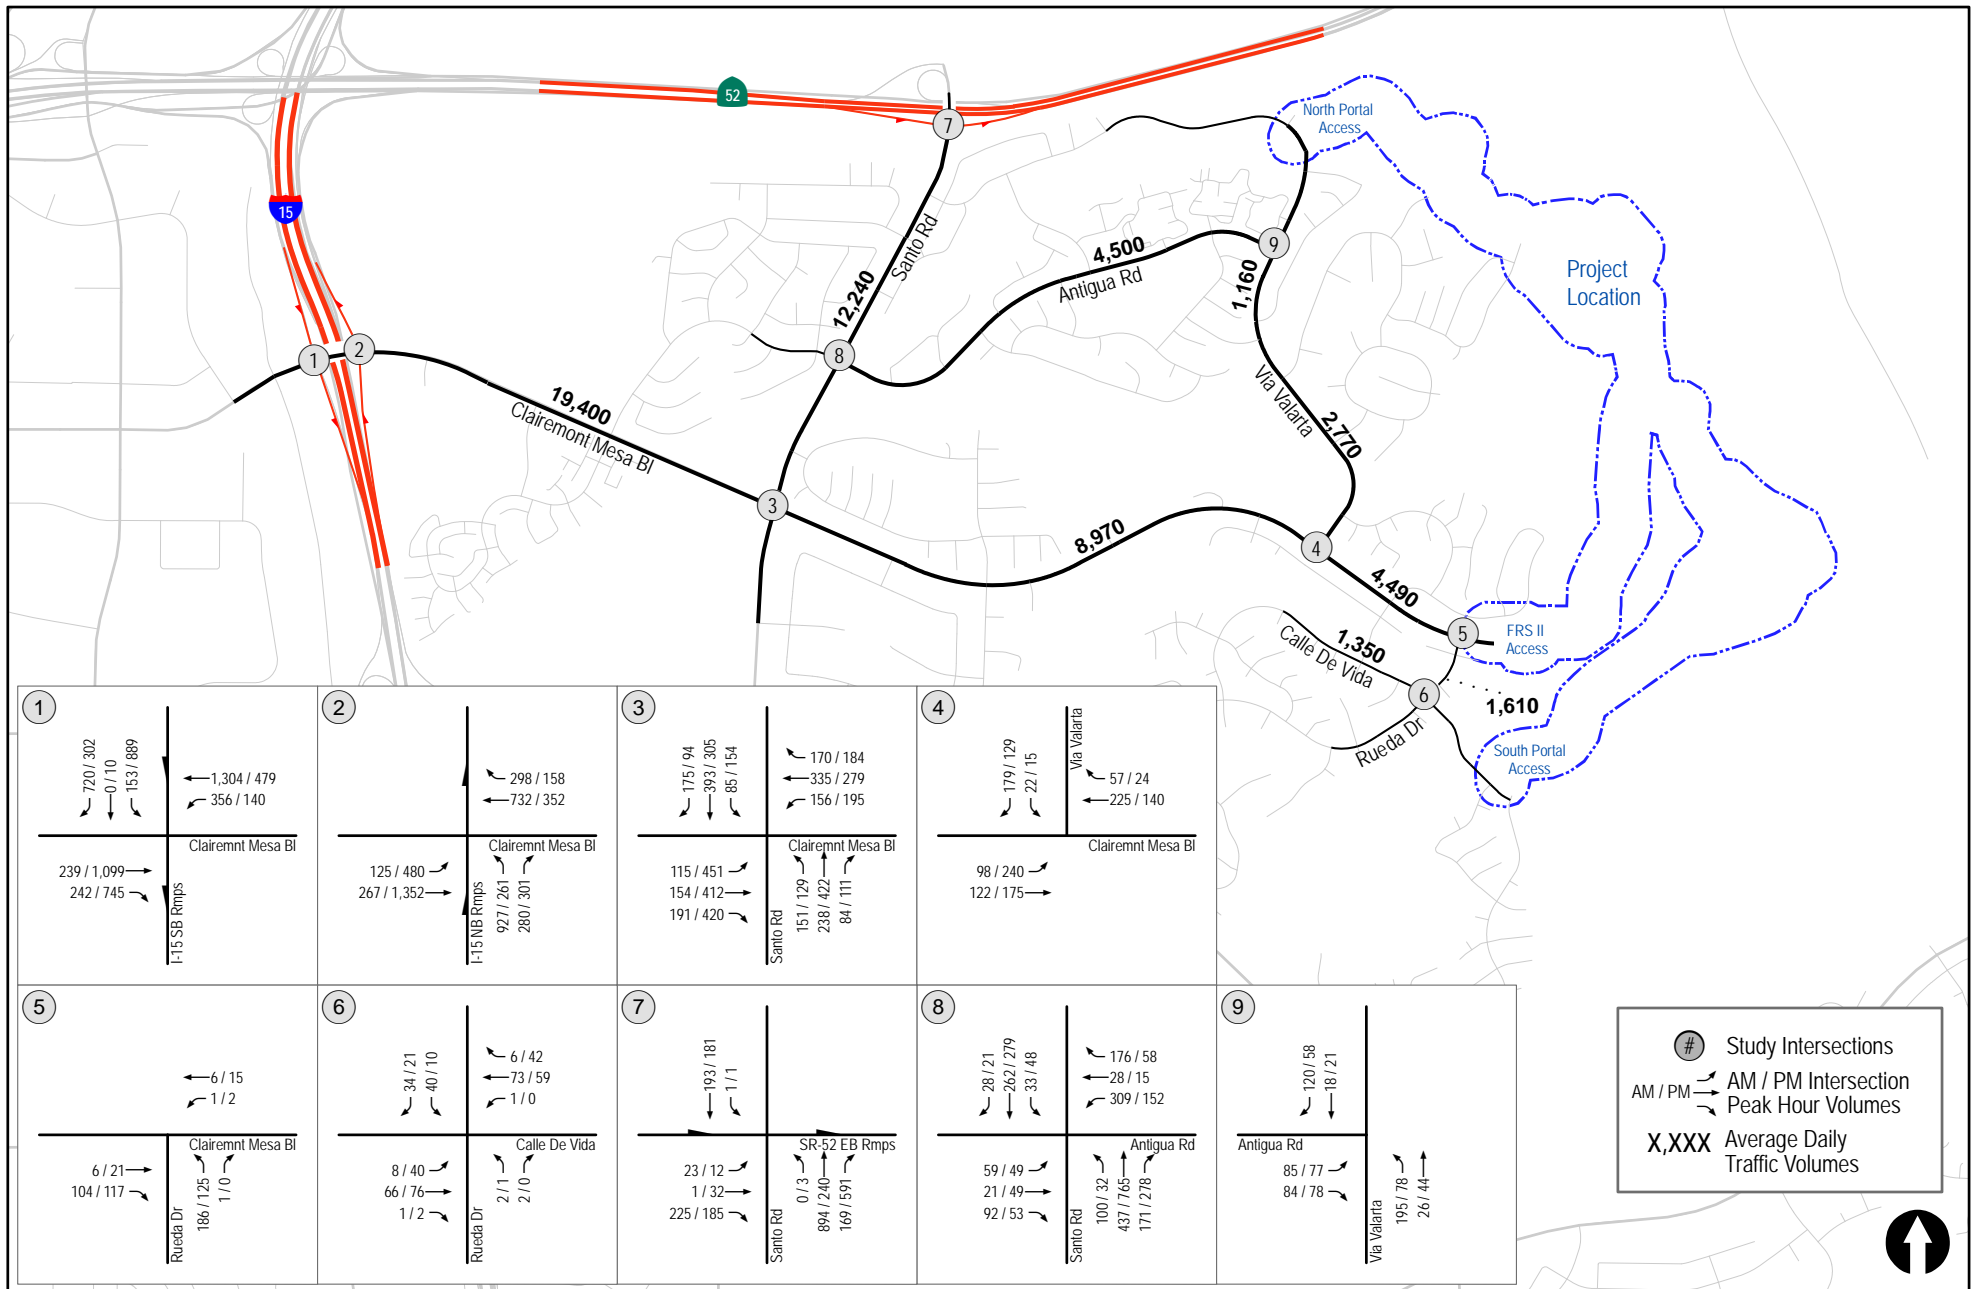 52
15
North Portal
Access
7
Santo Rd
4,500
Antigua Rd
9
1,160
12,240
Project
Location
1
2
8
19,400
Clairemont Mesa Bl
Via Valarta
2,770
3
8,970
4
4,490
5
FRS II
Access
Calle De Vida
1,350
6
1,610
Rueda Dr
South Portal
Access
1
720 / 302
0 / 10
153 / 889
1,304 / 479
356 / 140
Clairemnt Mesa Bl
239 / 1,099
242 / 745
I-15 SB Rmps
2
298 / 158
732 / 352
Clairemnt Mesa Bl
125 / 480
267 / 1,352
I-15 NB Rmps
927 / 261
280 / 301
3
175 / 94
393 / 305
85 / 154
170 / 184
335 / 279
156 / 195
Clairemnt Mesa Bl
115 / 451
154 / 412
191 / 420
Santo Rd
151 / 129
238 / 422
84 / 111
4
179 / 129
22 / 15
Via Valarta
57 / 24
225 / 140
Clairemnt Mesa Bl
98 / 240
122 / 175
5
6 / 15
1 / 2
Clairemnt Mesa Bl
6 / 21
104 / 117
Rueda Dr
186 / 125
1 / 0
6
34 / 21
40 / 10
6 / 42
73 / 59
1 / 0
Calle De Vida
8 / 40
66 / 76
1 / 2
Rueda Dr
2 / 1
2 / 0
7
193 / 181
1 / 1
SR-52 EB Rmps
23 / 12
1 / 32
225 / 185
Santo Rd
0 / 3
894 / 240
169 / 591
8
28 / 21
262 / 279
33 / 48
176 / 58
28 / 15
309 / 152
Antigua Rd
59 / 49
21 / 49
92 / 53
Santo Rd
100 / 32
437 / 765
171 / 278
9
120 / 58
18 / 21
Antigua Rd
85 / 77
84 / 78
Via Valarta
195 / 78
26 / 44
# Study Intersections
AM / PM AM / PM Intersection
Peak Hour Volumes
X,XXX Average Daily
Traffic Volumes